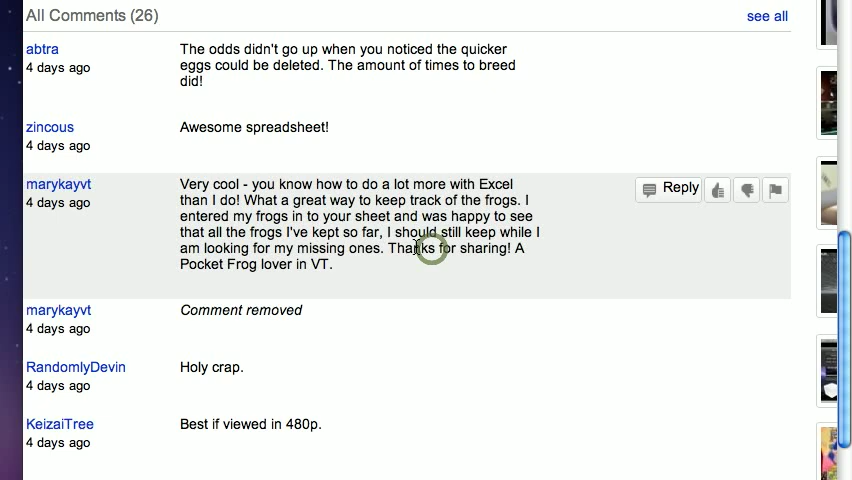 All Comments (26)
see all
abtra
4 days ago
The odds didn't go up when you noticed the quicker
eggs could be deleted. The amount of times to breed
did!
zincous
4 days ago
Awesome spreadsheet!
marykayvt
4 days ago
Very cool - you know how to do a lot more with Excel
than I do! What a great way to keep track of the frogs. I
entered my frogs in to your sheet and was happy to see
that all the frogs I've kept so far, I should still keep while I
am looking for my missing ones. Thanks for sharing! A
Pocket Frog lover in VT.
Reply
marykayvt
4 days ago
Comment removed
RandomlyDevin
4 days ago
Holy crap.
KeizaiTree
4 days ago
Best if viewed in 480p.